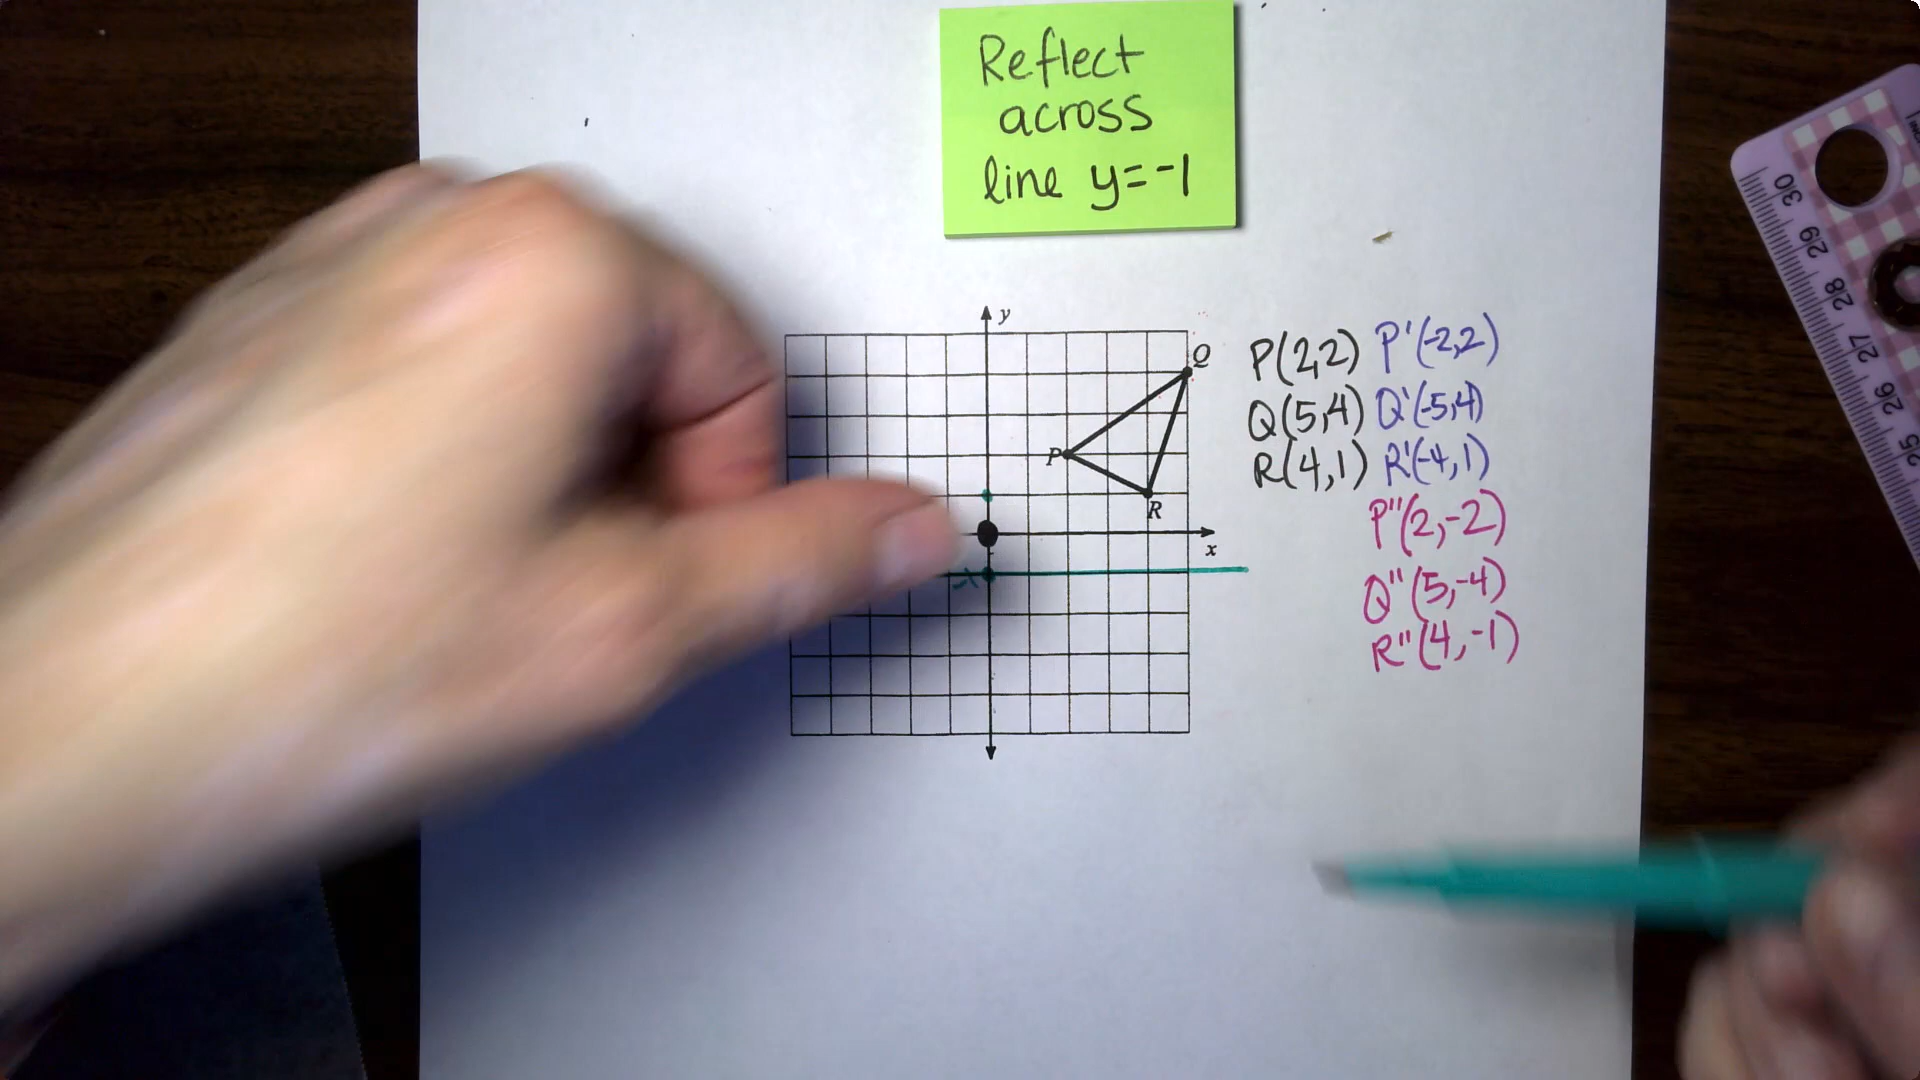 Reflect
across
line y=-1
y
Q
P
R
x
-1
P(2,2) P'(-2,2)
Q(5,4) Q'(-5,4)
R(4,1) R'(-4,1)
P"(2,-2)
Q"(5,-4)
R"(4,-1)
30
29
28
27
26
25